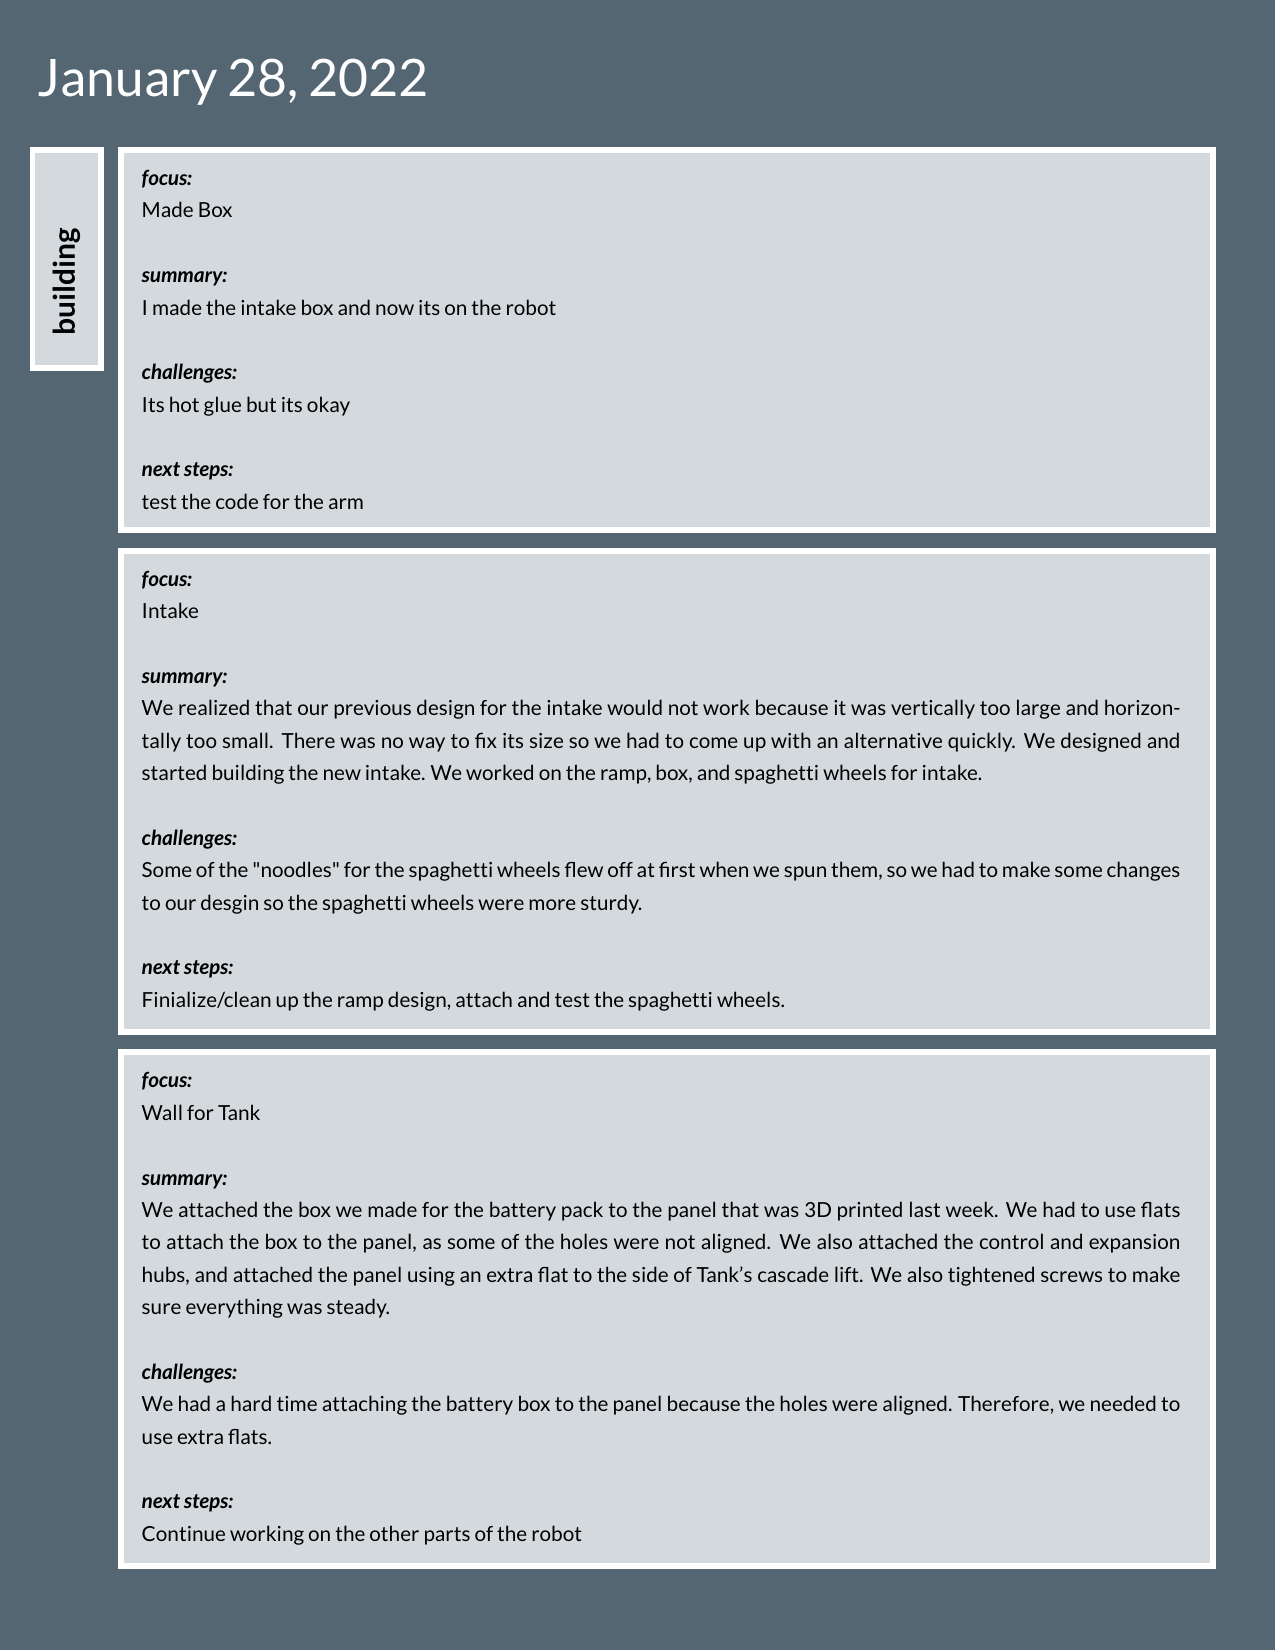 January 28, 2022
building
focus:
Made Box
summary:
I made the intake box and now its on the robot
challenges:
Its hot glue but its okay
next steps:
test the code for the arm
focus:
Intake
summary:
We realized that our previous design for the intake would not work because it was vertically too large and horizon-
tally too small. There was no way to fix its size so we had to come up with an alternative quickly. We designed and
started building the new intake. We worked on the ramp, box, and spaghetti wheels for intake.
challenges:
Some of the "noodles" for the spaghetti wheels flew off at first when we spun them, so we had to make some changes
to our desgin so the spaghetti wheels were more sturdy.
next steps:
Finialize/clean up the ramp design, attach and test the spaghetti wheels.
focus:
Wall for Tank
summary:
We attached the box we made for the battery pack to the panel that was 3D printed last week. We had to use flats
to attach the box to the panel, as some of the holes were not aligned. We also attached the control and expansion
hubs, and attached the panel using an extra flat to the side of Tank's cascade lift. We also tightened screws to make
sure everything was steady.
challenges:
We had a hard time attaching the battery box to the panel because the holes were aligned. Therefore, we needed to
use extra flats.
next steps:
Continue working on the other parts of the robot